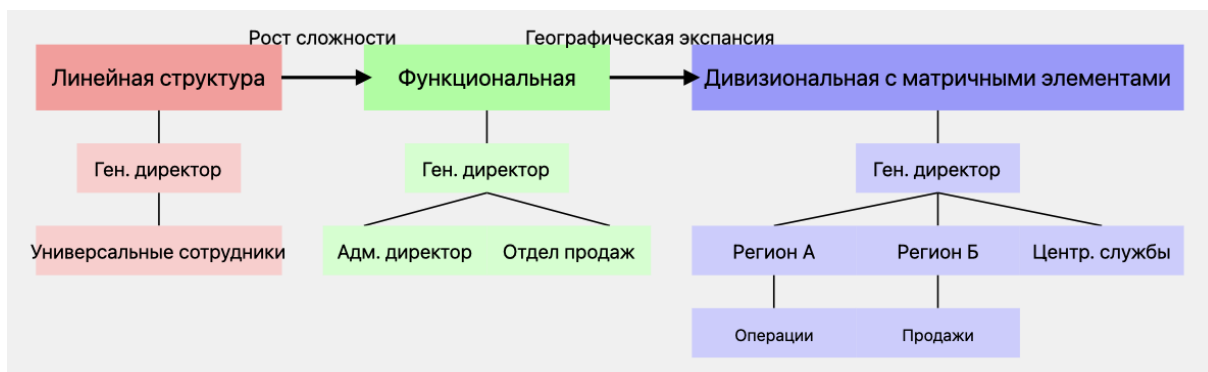 Рост сложности
Географическая экспансия
Линейная структура
Функциональная
Дивизиональная с матричными элементами
Ген. директор
Ген. директор
Ген. директор
Универсальные сотрудники
Адм. директор
Отдел продаж
Регион А
Регион Б
Центр. службы
Операции
Продажи